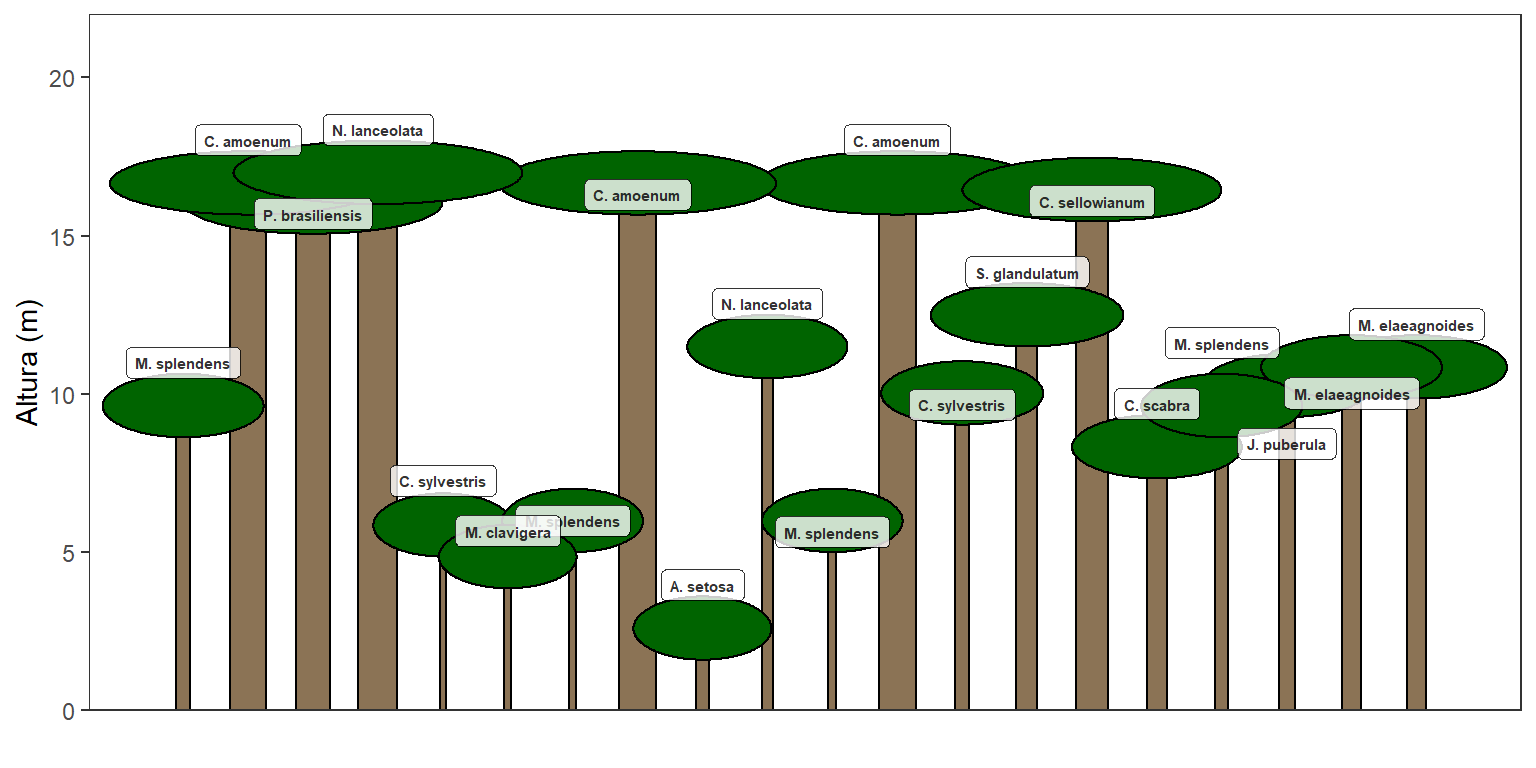 Altura (m)
20
15
10
5
0
N. lanceolata
C. amoenum
C. amoenum
C. amoenum
C. sellowianum
P. brasiliensis
S. glandulatum
N. lanceolata
M. elaeagnoides
M. splendens
M. splendens
M. elaeagnoides
C. sylvestris
C. scabra
J. puberula
C. sylvestris
M. splendens
M. clavigera
M. splendens
A. setosa